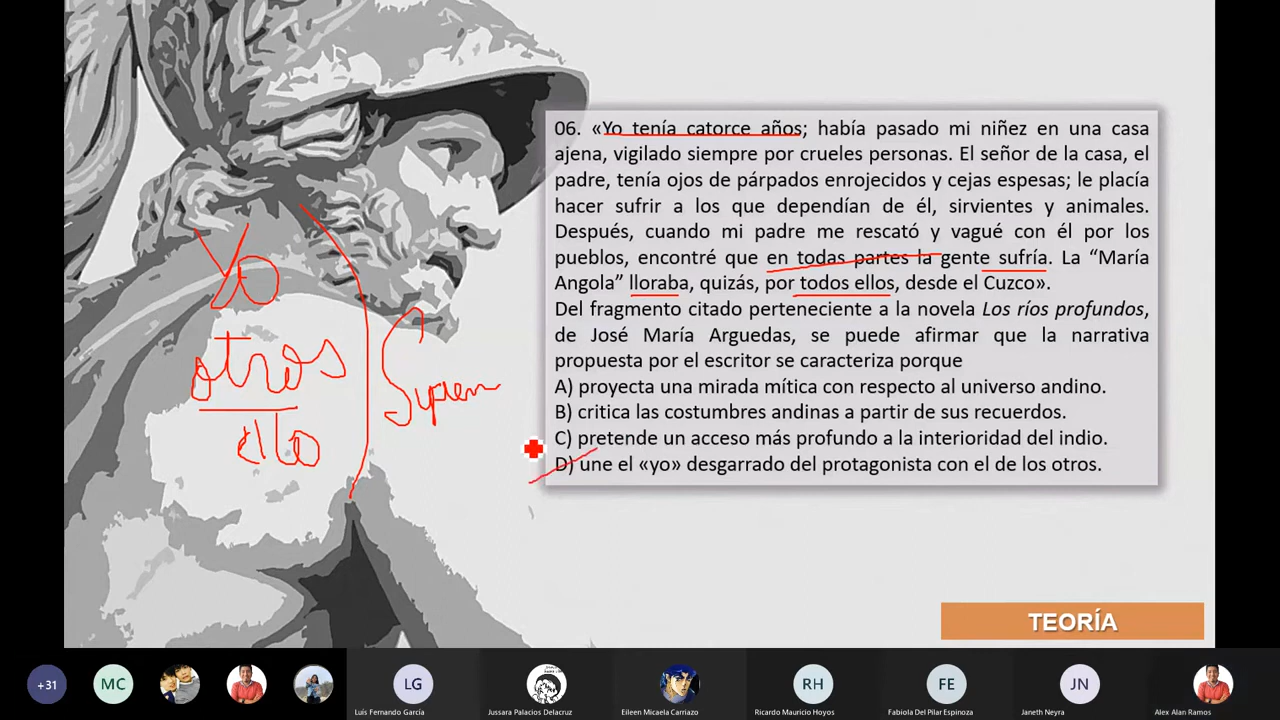 06. «Yo tenía catorce años; había pasado mi niñez en una casa
ajena, vigilado siempre por crueles personas. El señor de la casa, el
padre, tenía ojos de párpados enrojecidos y cejas espesas; le placía
hacer sufrir a los que dependían de él, sirvientes y animales.
Después, cuando mi padre me rescató y vagué con él por los
pueblos, encontré que en todas partes la gente sufría. La “María
Angola” lloraba, quizás, por todos ellos, desde el Cuzco».
Del fragmento citado perteneciente a la novela Los ríos profundos,
de José María Arguedas, se puede afirmar que la narrativa
propuesta por el escritor se caracteriza porque
A) proyecta una mirada mítica con respecto al universo andino.
B) critica las costumbres andinas a partir de sus recuerdos.
C) pretende un acceso más profundo a la interioridad del indio.
D) une el «yo» desgarrado del protagonista con el de los otros.
Yo
otros
TEORÍA
+31
MC
LG
RH
FE
JN
Luis Fernando García
Jussara Palacios Delacruz
Eileen Micaela Carriazo
Ricardo Mauricio Hoyos
Fabiola Del Pilar Espinoza
Janeth Neyra
Alex Alan Ramos